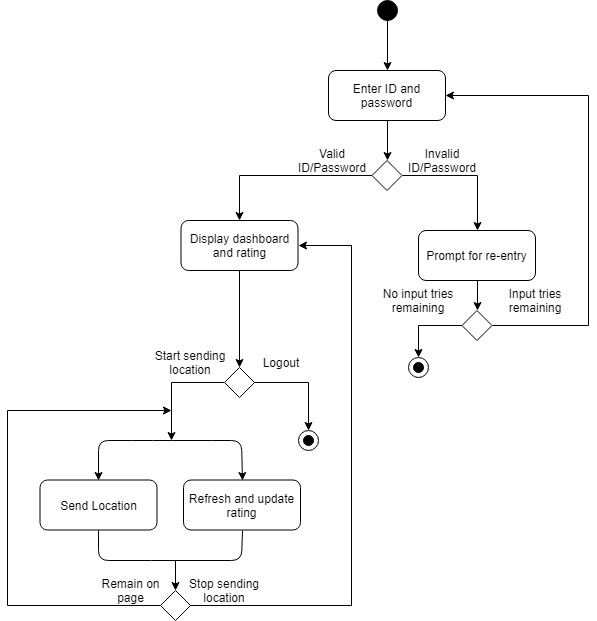 Enter ID and
password
Valid
ID/Password
Invalid
ID/Password
Display dashboard
and rating
Prompt for re-entry
No input tries
remaining
Input tries
remaining
Start sending
location
Logout
Send Location
Refresh and update
rating
Remain on
page
Stop sending
location